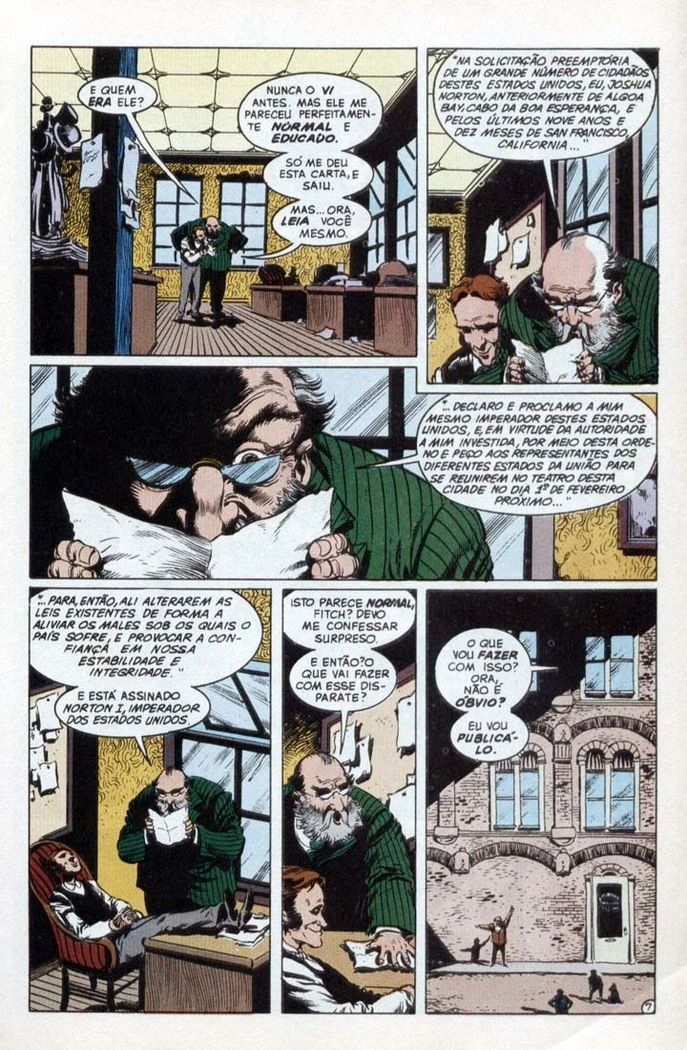 E QUEM
ERA ELE?
NUNCA O VI
ANTES. MAS ELE ME
PARECEU PERFEITAMEN-
TE NORMAL E
EDUCADO.
SÓ ME DEU
ESTA CARTA, E
SAIU.
MAS... ORA,
LEIA VOCÊ
MESMO.
"NA SOLICITAÇÃO PREEMPTÓRIA
DE UM GRANDE NÚMERO DE CIDADÃOS
DESTES ESTADOS UNIDOS, EU, JOSHUA
NORTON, ANTERIORMENTE DE ALGOA
BAY, CABO DA BOA ESPERANÇA, E
PELOS ÚLTIMOS NOVE ANOS E
DEZ MESES DE SAN FRANCISCO,
CALIFORNIA..."
"...DECLARO E PROCLAMO A MIM
MESMO IMPERADOR DESTES ESTADOS
UNIDOS, E, EM VIRTUDE DA AUTORIDADE
A MIM INVESTIDA, POR MEIO DESTA ORDE-
NO E PEÇO AOS REPRESENTANTES DOS
DIFERENTES ESTADOS DA UNIÃO PARA
SE REUNIREM NO TEATRO DESTA
CIDADE NO DIA 1º DE FEVEREIRO
PRÓXIMO..."
"...PARA, ENTÃO, ALI ALTERAREM AS
LEIS EXISTENTES DE FORMA A
ALIVIAR OS MALES SOB OS QUAIS O
PAÍS SOFRE, E PROVOCAR A CON-
FIANÇA EM NOSSA
ESTABILIDADE E
INTEGRIDADE."
E ESTÁ ASSINADO
NORTON I, IMPERADOR
DOS ESTADOS UNIDOS.
ISTO PARECE NORMAL,
FITCH? DEVO
ME CONFESSAR
SURPRESO.
E ENTÃO? O
QUE VAI FAZER
COM ESSE DIS-
PARATE?
O QUE
VOU FAZER
COM ISSO?
ORA,
NÃO É
ÓBVIO?
EU VOU
PUBLICÁ-
LO.
7